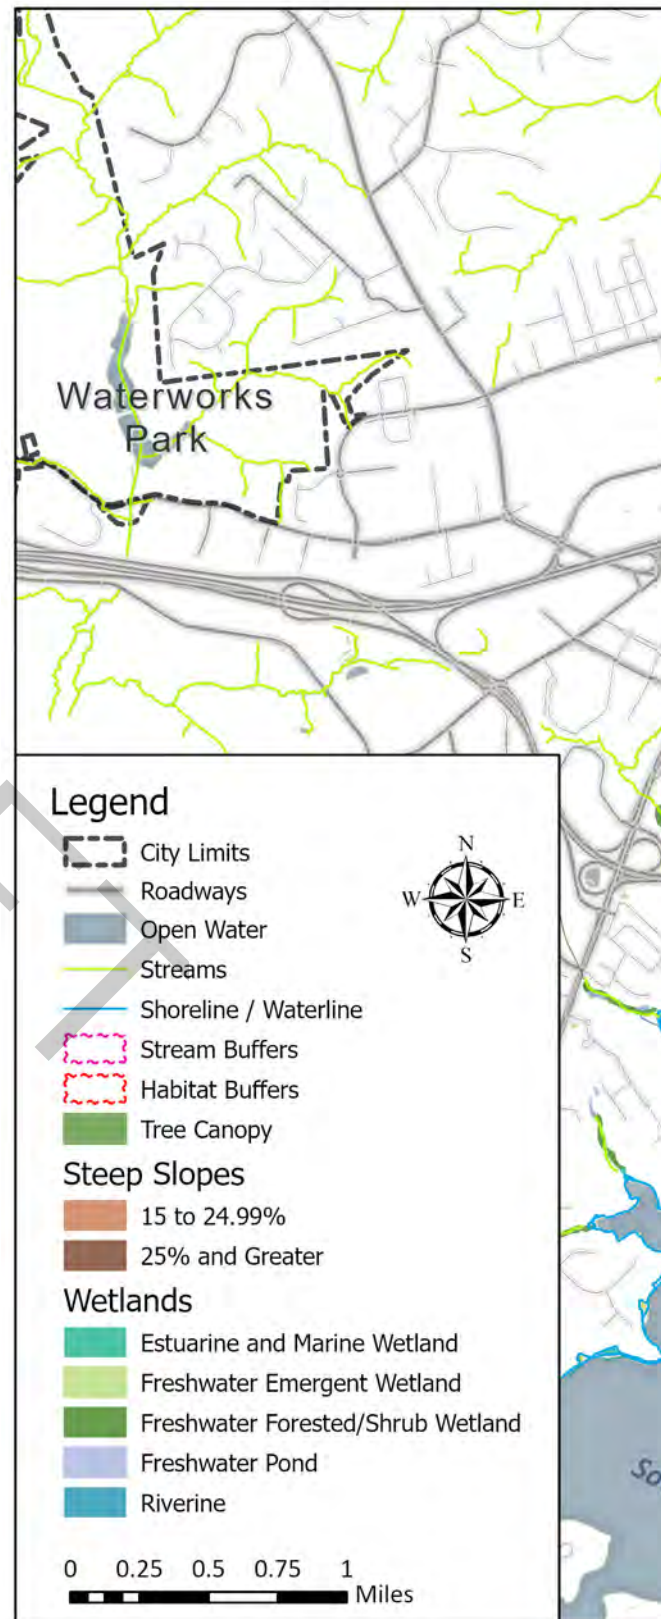 Waterworks
Park
Legend
N
W
E
S
City Limits
Roadways
Open Water
Streams
Shoreline / Waterline
Stream Buffers
Habitat Buffers
Tree Canopy
Steep Slopes
15 to 24.99%
25% and Greater
Wetlands
Estuarine and Marine Wetland
Freshwater Emergent Wetland
Freshwater Forested/Shrub Wetland
Freshwater Pond
Riverine
0 0.25 0.5 0.75 1
Miles